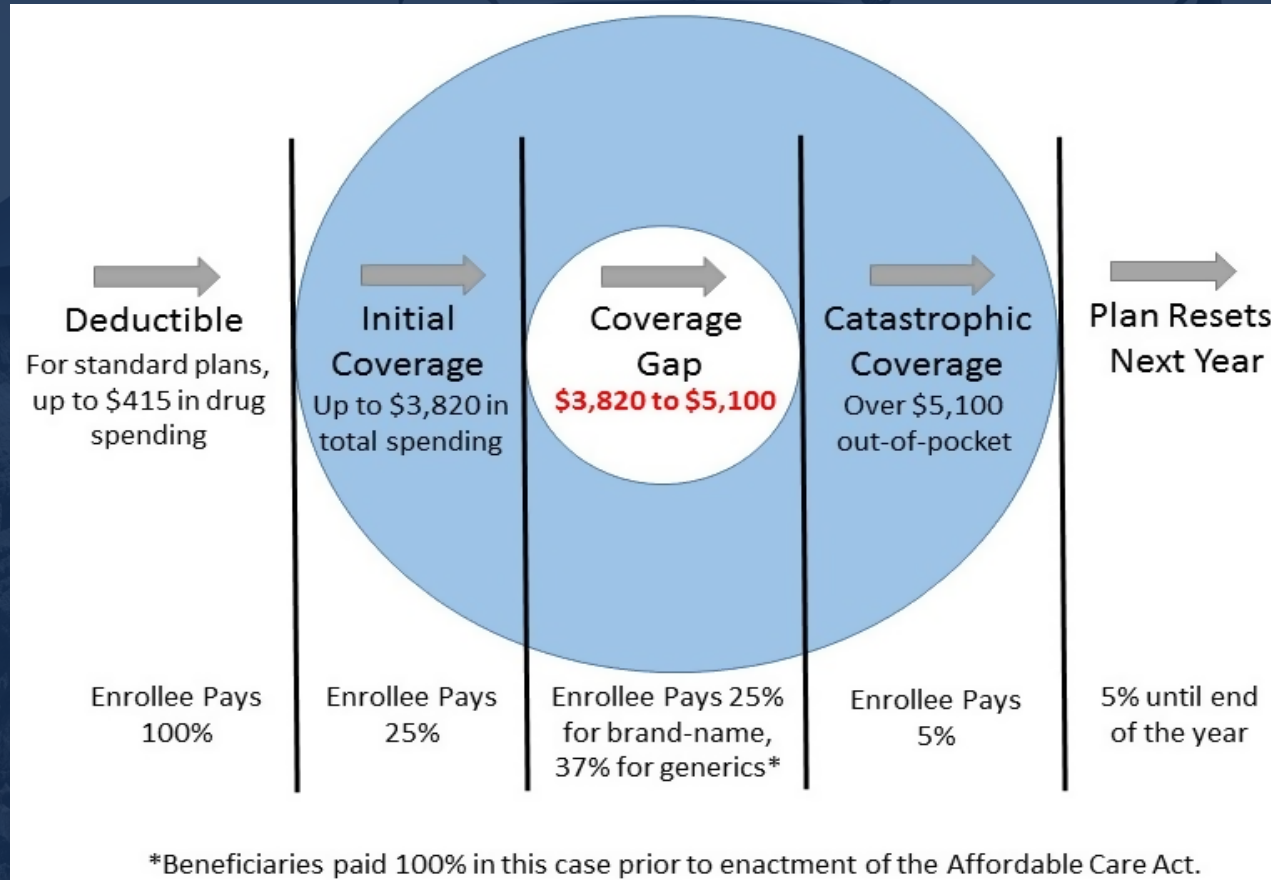 Deductible
For standard plans,
up to $415 in drug
spending
Initial
Coverage
Up to $3,820 in
total spending
Coverage
Gap
$3,820 to $5,100
Catastrophic
Coverage
Over $5,100
out-of-pocket
Plan Resets
Next Year
Enrollee Pays
100%
Enrollee Pays
25%
Enrollee Pays 25%
for brand-name,
37% for generics*
Enrollee Pays
5%
5% until end
of the year
*Beneficiaries paid 100% in this case prior to enactment of the Affordable Care Act.